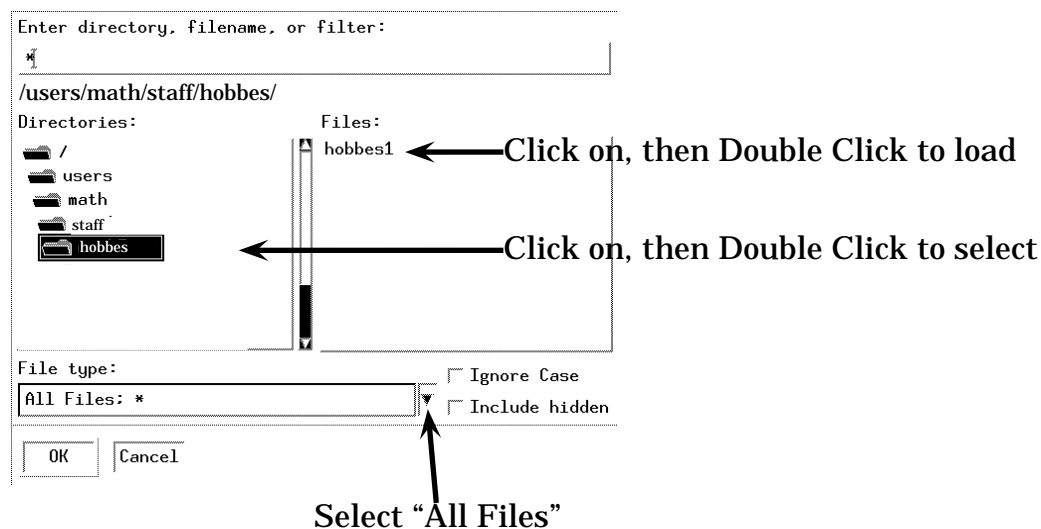 Enter directory, filename, or filter:
*
/users/math/staff/hobbes/
Directories: Files:
/ hobbes1 Click on, then Double Click to load
users
math
staff
hobbes Click on, then Double Click to select
File type:
Ignore Case
All Files: *
Include hidden
OK Cancel
Select “All Files”